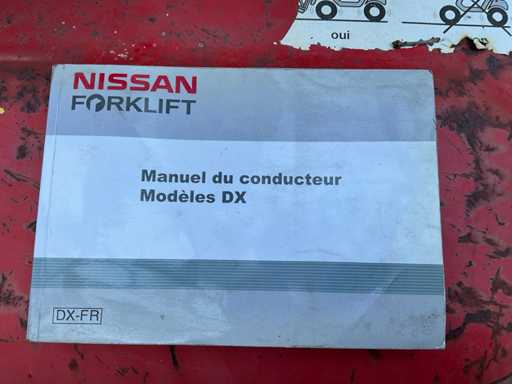 oui
NISSAN
FORKLIFT
Manuel du conducteur
Modèles DX
DX-FR